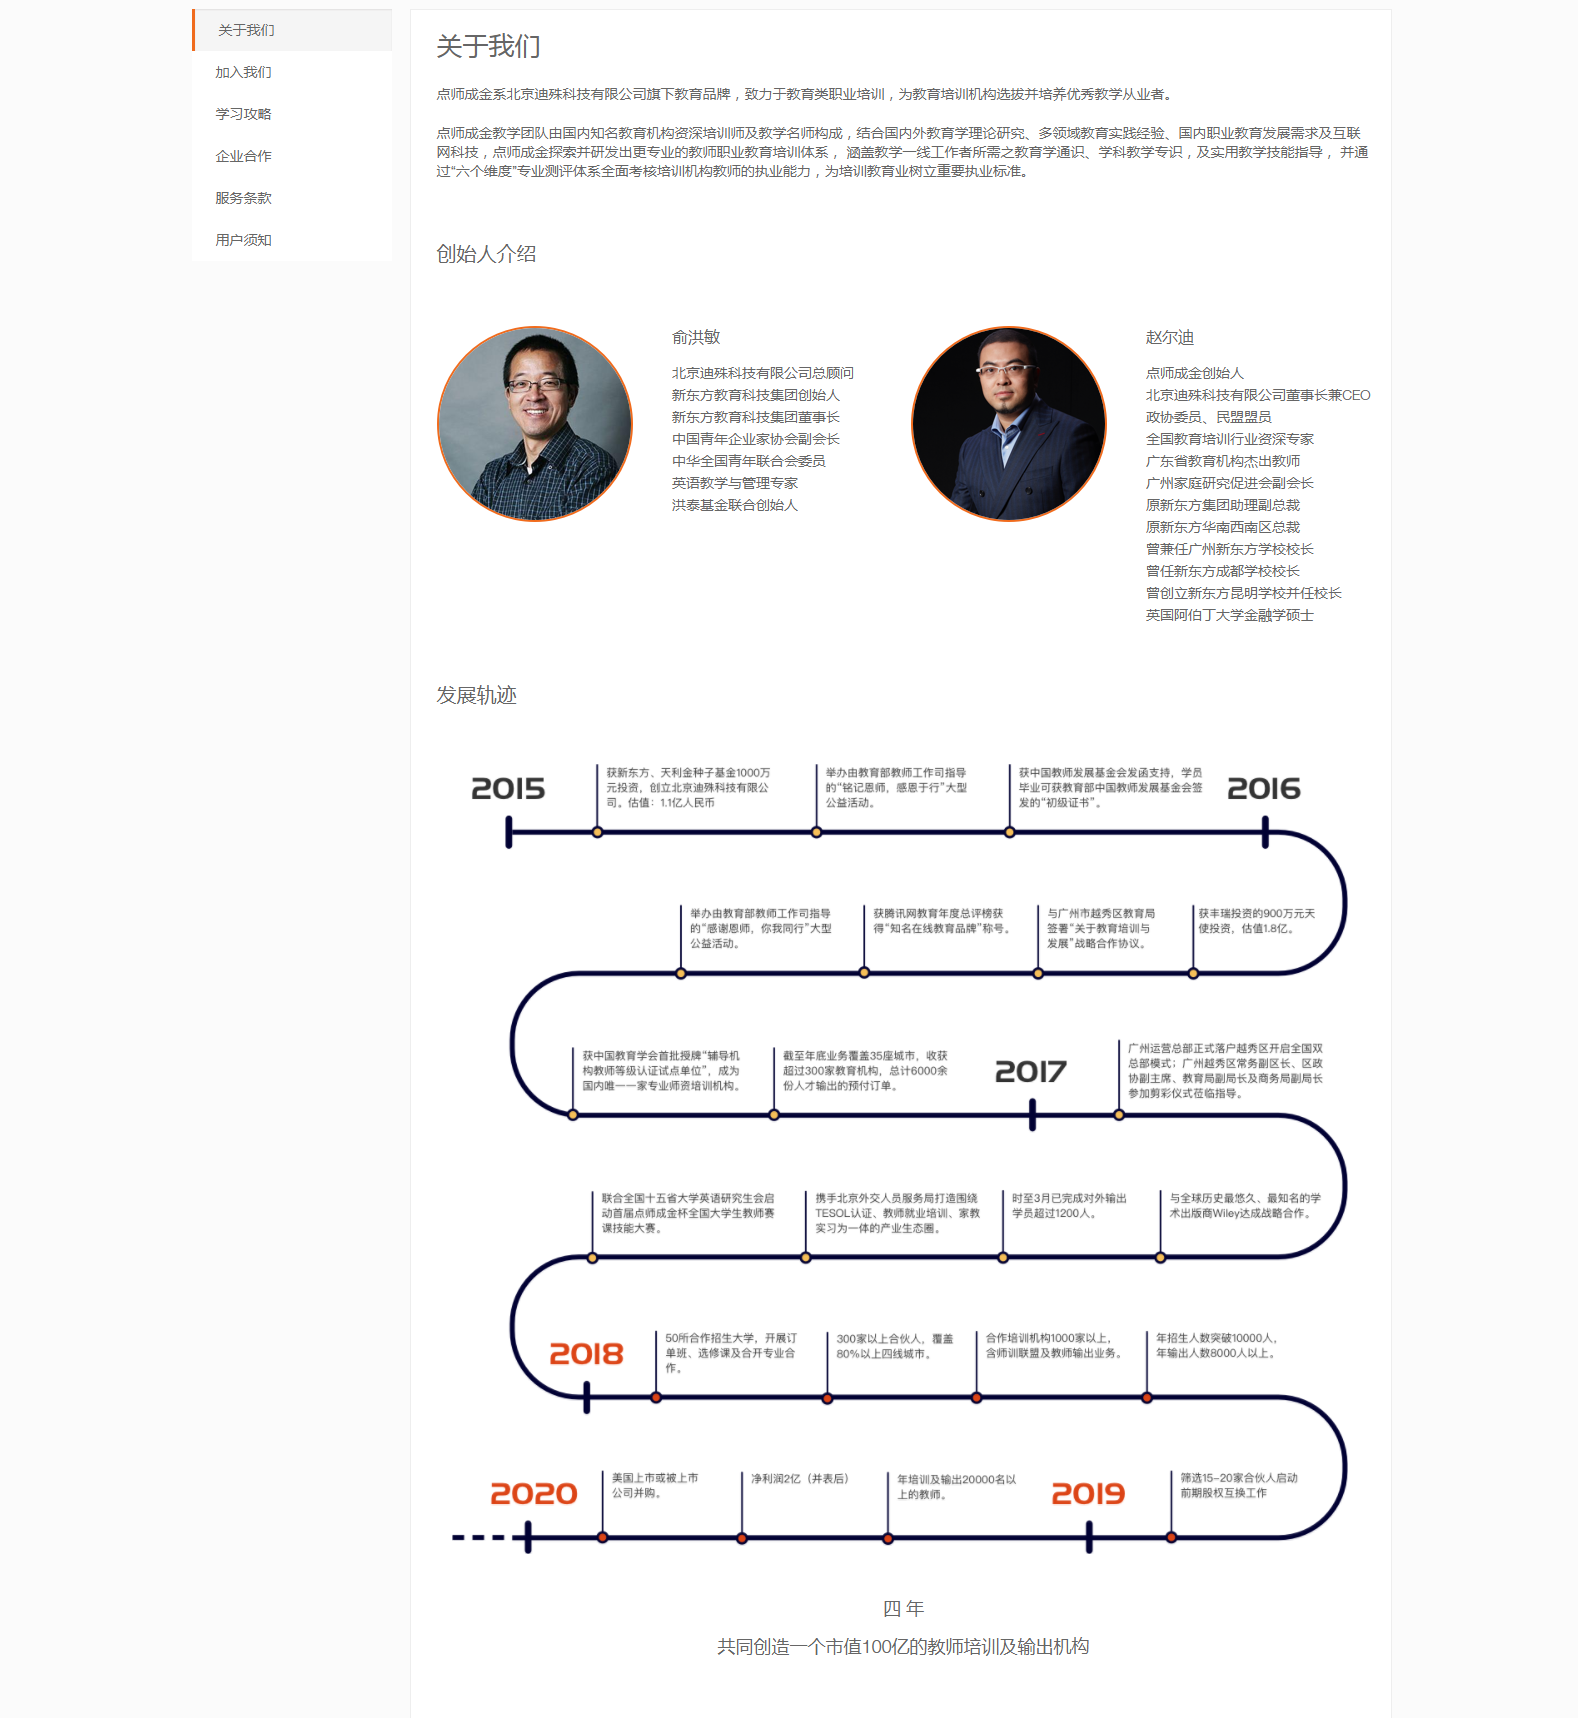 关于我们
加入我们
学习攻略
企业合作
服务条款
用户须知
关于我们
点师成金系北京迪殊科技有限公司旗下教育品牌，致力于教育类职业培训，为教育培训机构选拔并培养优秀教学从业者。
点师成金教学团队由国内知名教育机构资深培训师及教学名师构成，结合国内外教育学理论研究、多领域教育实践经验、国内职业教育发展需求及互联
网科技，点师成金探索并研发出更专业的教师职业教育培训体系， 涵盖教学一线工作者所需之教育学通识、学科教学专识，及实用教学技能指导， 并通
过“六个维度”专业测评体系全面考核培训机构教师的执业能力，为培训教育业树立重要执业标准。
创始人介绍
俞洪敏
北京迪殊科技有限公司总顾问
新东方教育科技集团创始人
新东方教育科技集团董事长
中国青年企业家协会副会长
中华全国青年联合会委员
英语教学与管理专家
洪泰基金联合创始人
赵尔迪
点师成金创始人
北京迪殊科技有限公司董事长兼CEO
政协委员、民盟盟员
全国教育培训行业资深专家
广东省教育机构杰出教师
广州家庭研究促进会副会长
原新东方集团助理副总裁
原新东方华南西南区总裁
曾兼任广州新东方学校校长
曾任新东方成都学校校长
曾创立新东方昆明学校并任校长
英国阿伯丁大学金融学硕士
发展轨迹
2015
获新东方、天利金种子基金1000万
元投资，创立北京迪殊科技有限公
司。估值：1.1亿人民币
举办由教育部教师工作司指导
的“铭记恩师，感恩于行”大型
公益活动。
获中国教师发展基金会发函支持，学员
毕业可获教育部中国教师发展基金会签
发的“初级证书”。
2016
举办由教育部教师工作司指导
的“感谢恩师，你我同行”大型
公益活动。
获腾讯网教育年度总评榜获
得“知名在线教育品牌”称号。
与广州市越秀区教育局
签署“关于教育培训与
发展”战略合作协议。
获丰瑞投资的900万元天
使投资，估值1.8亿。
获中国教育学会首批授牌“辅导机
构教师等级认证试点单位”，成为
国内唯一一家专业师资培训机构。
截至年底业务覆盖35座城市，收获
超过300家教育机构，总计6000余
份人才输出的预付订单。
2017
广州运营总部正式落户越秀区开启全国双
总部模式；广州越秀区常务副区长、区政
协副主席、教育局副局长及商务局副局长
参加剪彩仪式莅临指导。
联合全国十五省大学英语研究生会启
动首届点师成金杯全国大学生教师赛
课技能大赛。
携手北京外交人员服务局打造围绕
TESOL认证、教师就业培训、家教
实习为一体的产业生态圈。
时至3月已完成对外输出
学员超过1200人。
与全球历史最悠久、最知名的学
术出版商Wiley达成战略合作。
2018
50所合作招生大学，开展订
单班、选修课及合开专业合
作。
300家以上合伙人，覆盖
80%以上四线城市。
合作培训机构1000家以上，
含师训联盟及教师输出业务。
年招生人数突破10000人，
年输出人数8000人以上。
2020
美国上市或被上市
公司并购。
净利润2亿（并表后）
年培训及输出20000名以
上的教师。
2019
筛选15-20家合伙人启动
前期股权互换工作
四 年
共同创造一个市值100亿的教师培训及输出机构